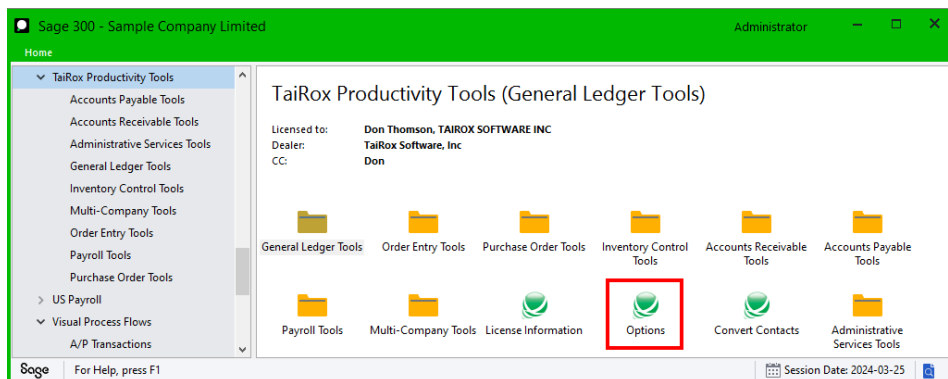 Sage 300 - Sample Company Limited
Administrator
Home
TaiRox Productivity Tools
Accounts Payable Tools
Accounts Receivable Tools
Administrative Services Tools
General Ledger Tools
Inventory Control Tools
Multi-Company Tools
Order Entry Tools
Payroll Tools
Purchase Order Tools
US Payroll
Visual Process Flows
A/P Transactions
TaiRox Productivity Tools (General Ledger Tools)
Licensed to: Don Thomson, TAIROX SOFTWARE INC
Dealer: TaiRox Software, Inc
CC: Don
General Ledger Tools
Order Entry Tools
Purchase Order Tools
Inventory Control
Tools
Accounts Receivable
Tools
Accounts Payable
Tools
Payroll Tools
Multi-Company Tools
License Information
Options
Convert Contacts
Administrative
Services Tools
Sage
For Help, press F1
Session Date: 2024-03-25